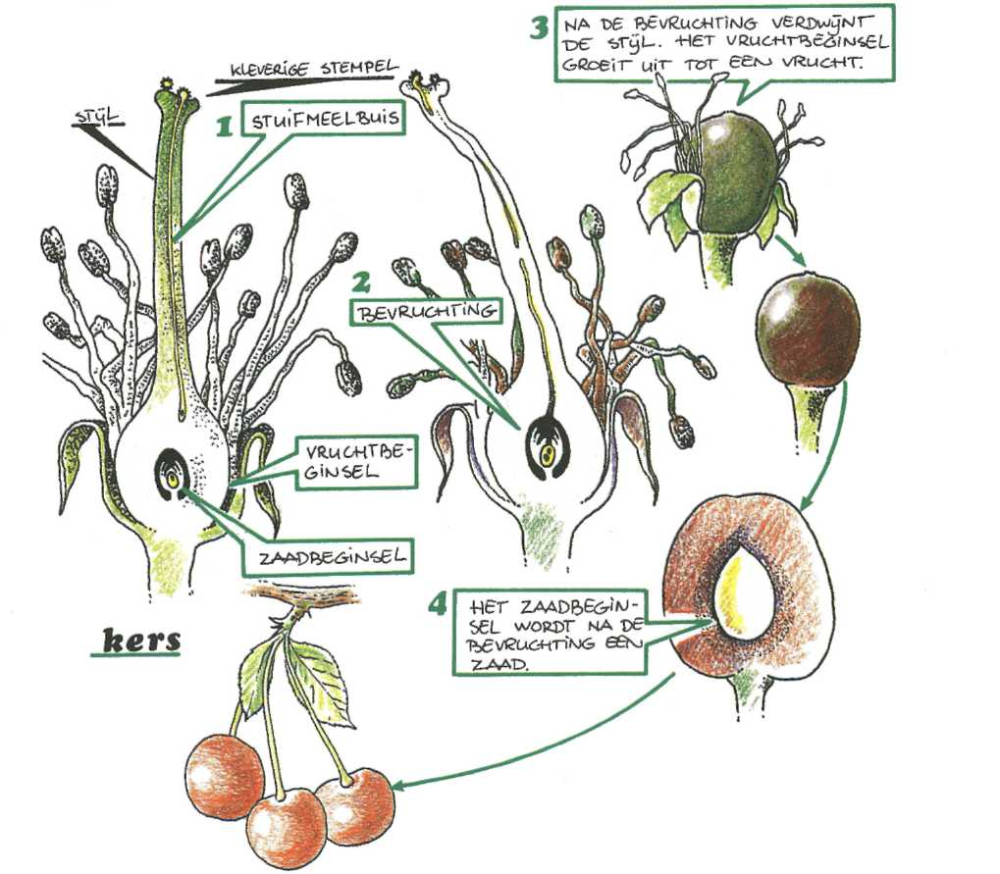 KLEVERIGE STEMPEL
STIJL
1 STUIFMEELBUIS
2
BEVRUCHTING
VRUCHTBE-
GINSEL
ZAADBEGINSEL
3 NA DE BEVRUCHTING VERDWIJNT
DE STIJL. HET VRUCHTBEGINSEL
GROEIT UIT TOT EEN VRUCHT.
4 HET ZAADBEGIN-
SEL WORDT NA DE
BEVRUCHTING EEN
ZAAD.
kers